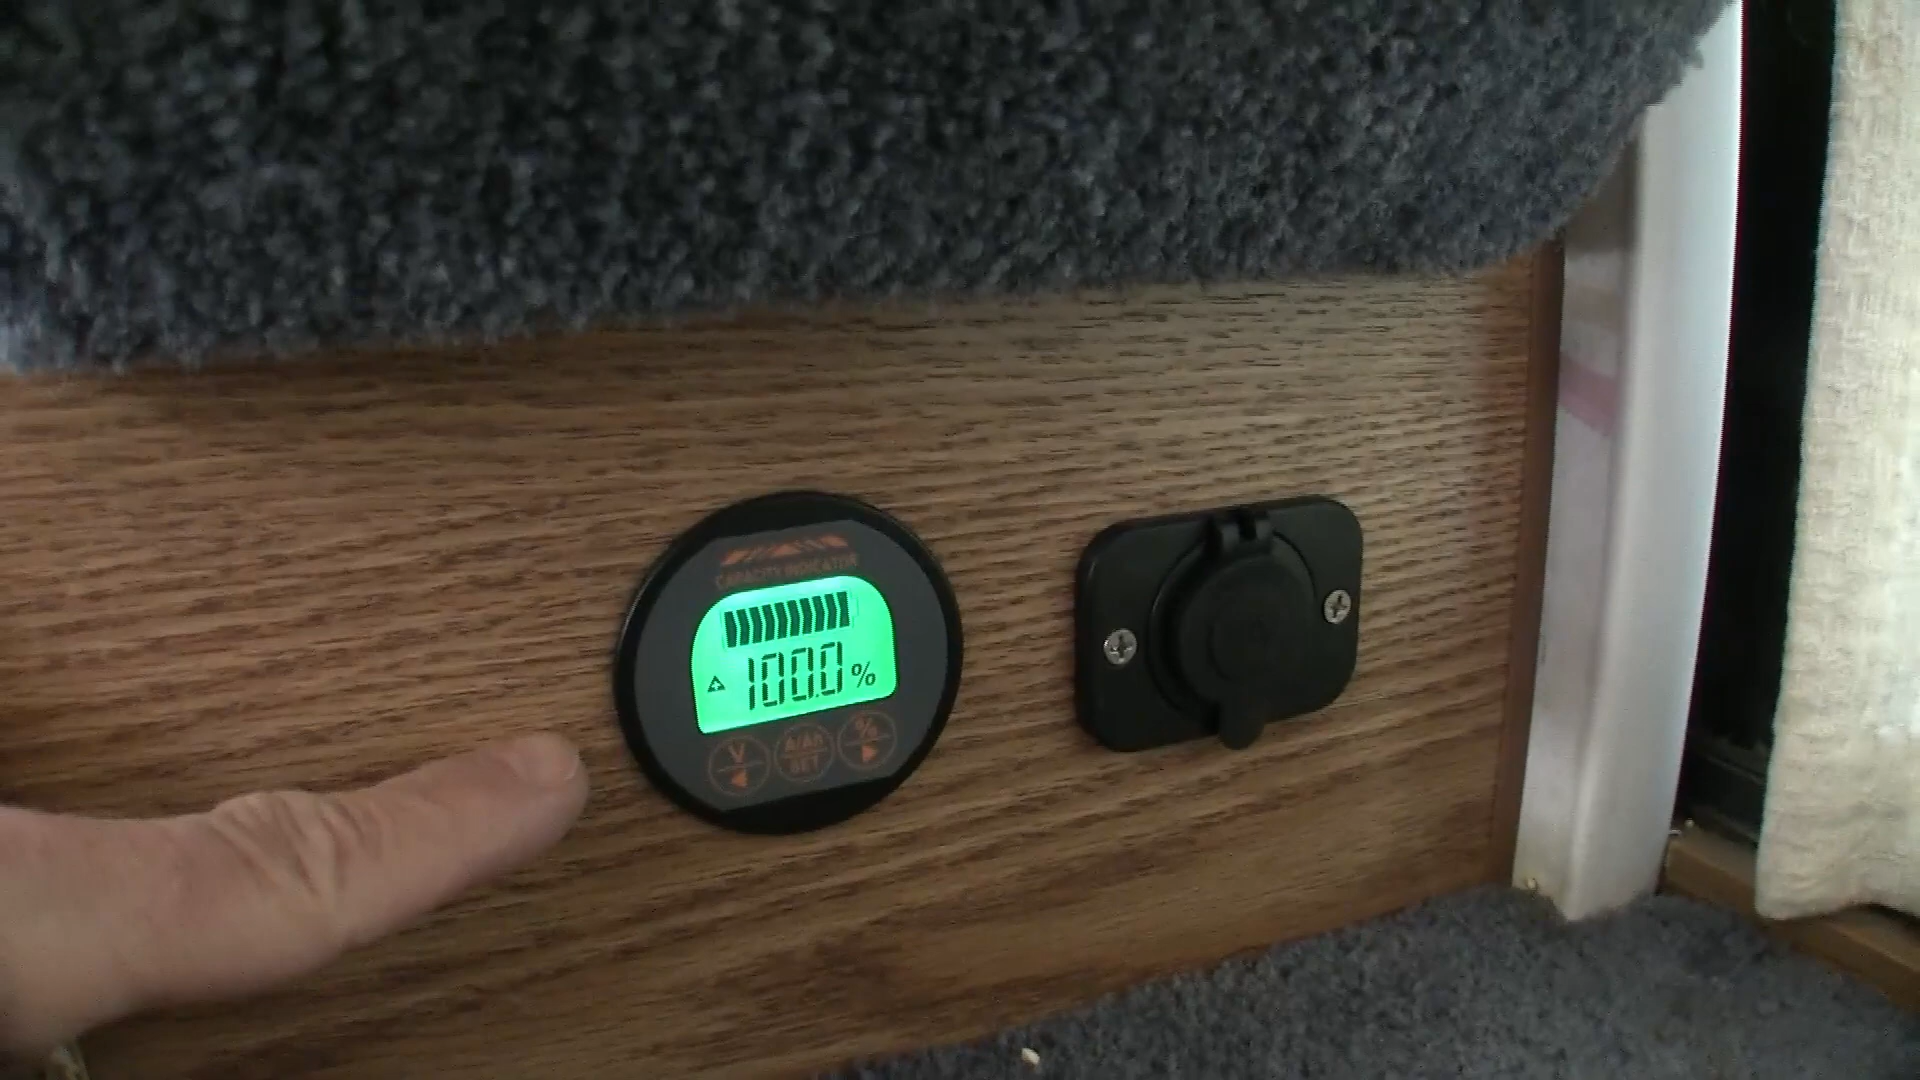 CAPACITY INDICATOR
100.0 %
V A/Ah %
SET